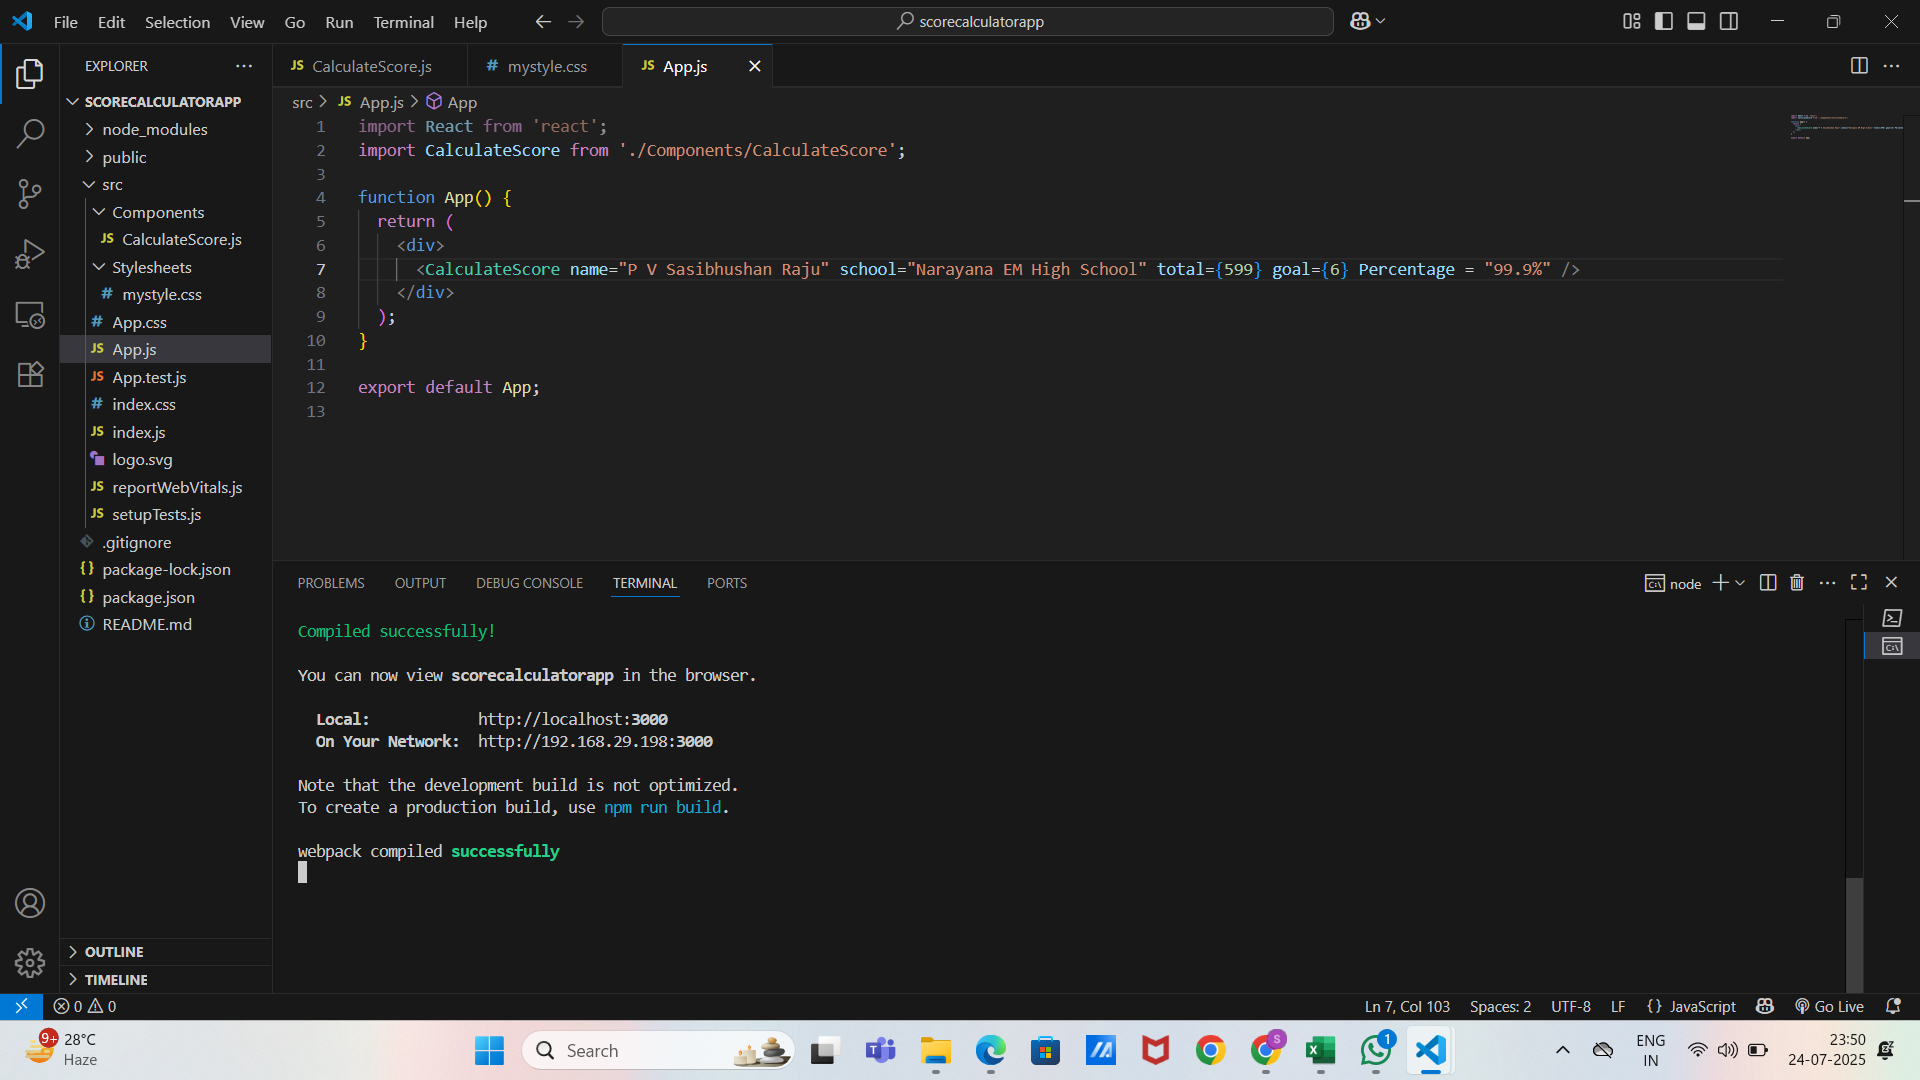 File Edit Selection View Go Run Terminal Help
scorecalculatorapp
EXPLORER
SCORECALCULATORAPP
node_modules
public
src
Components
JS CalculateScore.js
Stylesheets
# mystyle.css
# App.css
JS App.js
JS App.test.js
# index.css
JS index.js
logo.svg
JS reportWebVitals.js
JS setupTests.js
.gitignore
{} package-lock.json
{} package.json
README.md
OUTLINE
TIMELINE
JS CalculateScore.js # mystyle.css JS App.js
src > JS App.js > App
1 import React from 'react';
2 import CalculateScore from './Components/CalculateScore';
3
4 function App() {
5 return (
6 <div>
7 <CalculateScore name="P V Sasibhushan Raju" school="Narayana EM High School" total={599} goal={6} Percentage = "99.9%" />
8 </div>
9 );
10 }
11
12 export default App;
13
PROBLEMS OUTPUT DEBUG CONSOLE TERMINAL PORTS
node
Compiled successfully!
You can now view scorecalculatorapp in the browser.
Local: http://localhost:3000
On Your Network: http://192.168.29.198:3000
Note that the development build is not optimized.
To create a production build, use npm run build.
webpack compiled successfully
0 0
Ln 7, Col 103 Spaces: 2 UTF-8 LF {} JavaScript Go Live
9+
28°C
Haze
Search
S
1
ENG
IN
23:50
24-07-2025